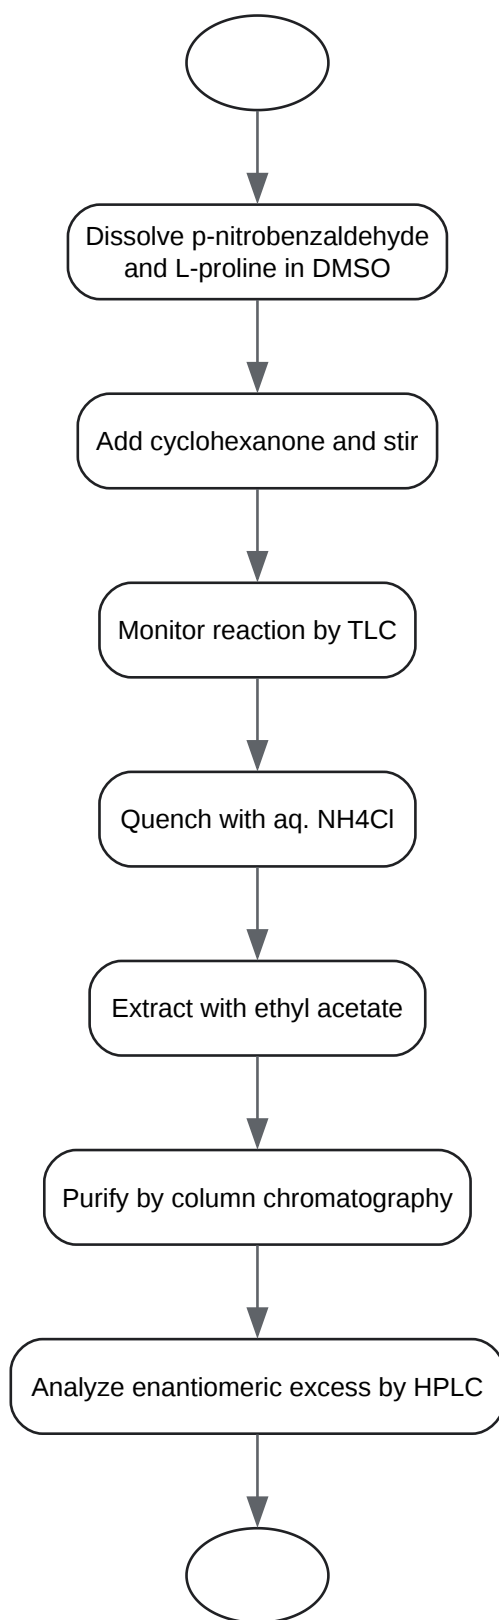 Dissolve p-nitrobenzaldehyde
and L-proline in DMSO
Add cyclohexanone and stir
Monitor reaction by TLC
Quench with aq. NH4Cl
Extract with ethyl acetate
Purify by column chromatography
Analyze enantiomeric excess by HPLC